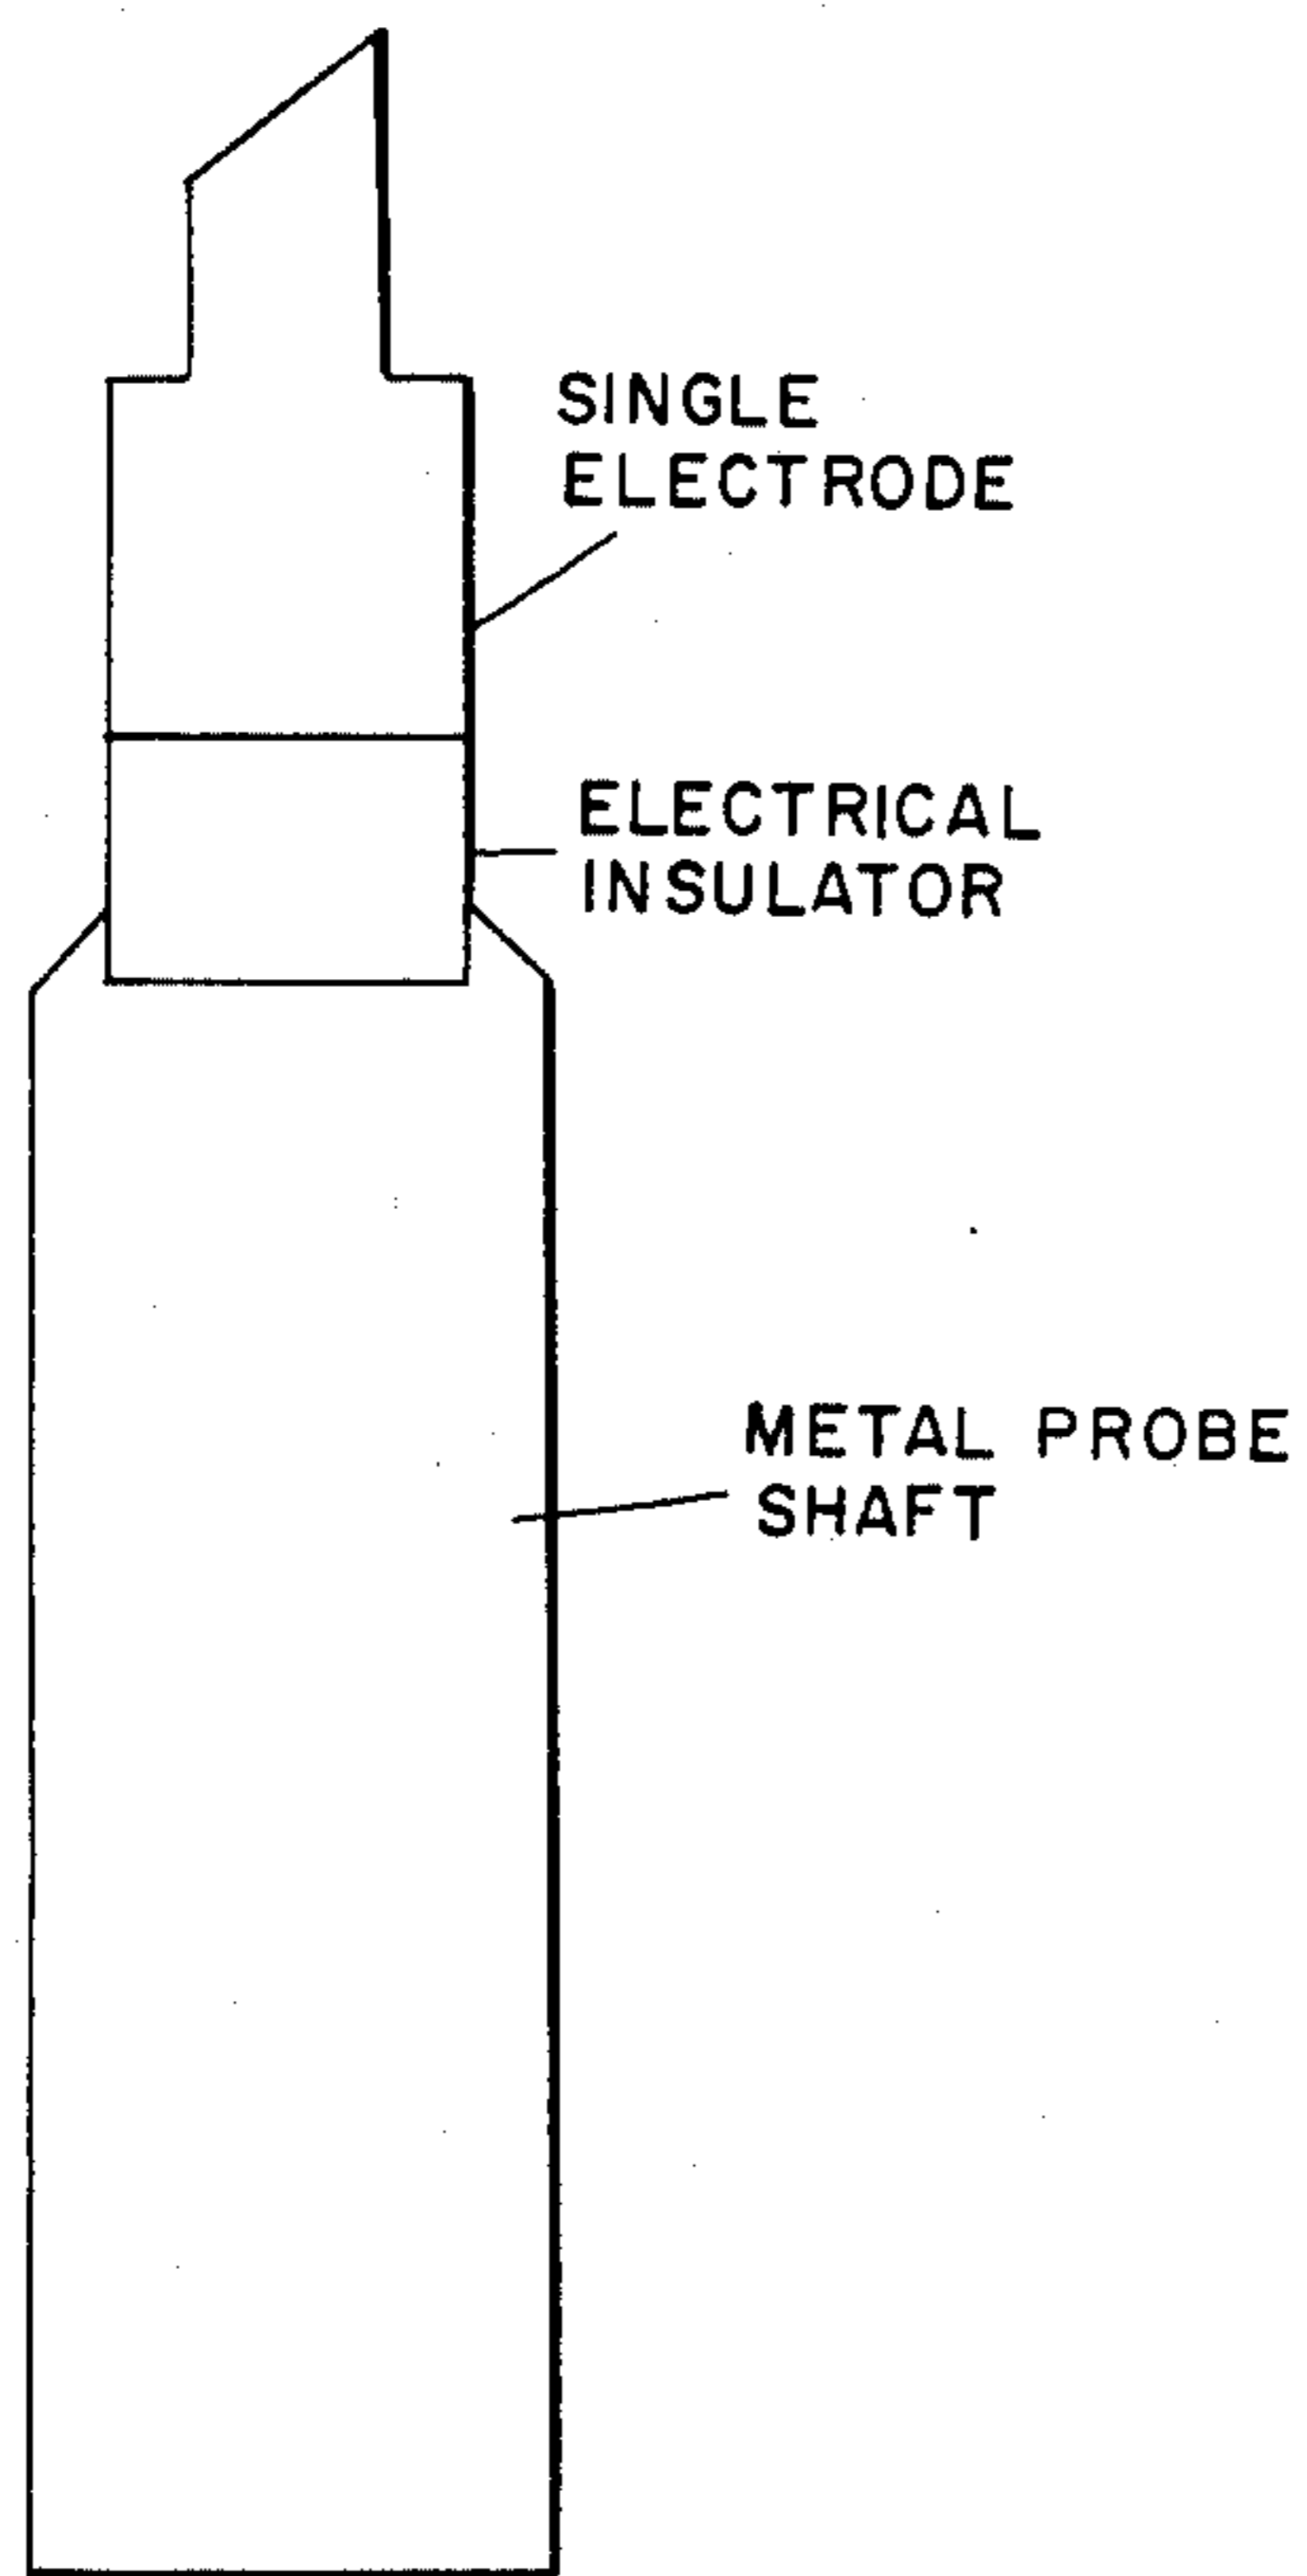 SINGLE
ELECTRODE
ELECTRICAL
INSULATOR
METAL PROBE
SHAFT